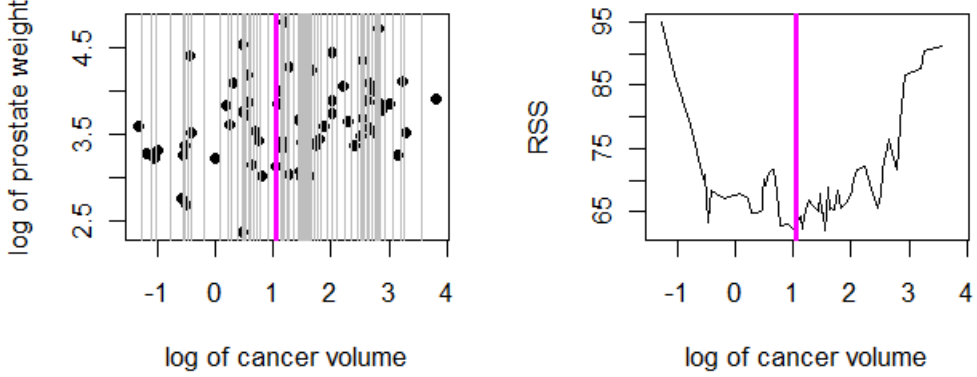 log of prostate weight
4.5
3.5
2.5
-1 0 1 2 3 4
log of cancer volume
RSS
95
85
75
65
-1 0 1 2 3 4
log of cancer volume